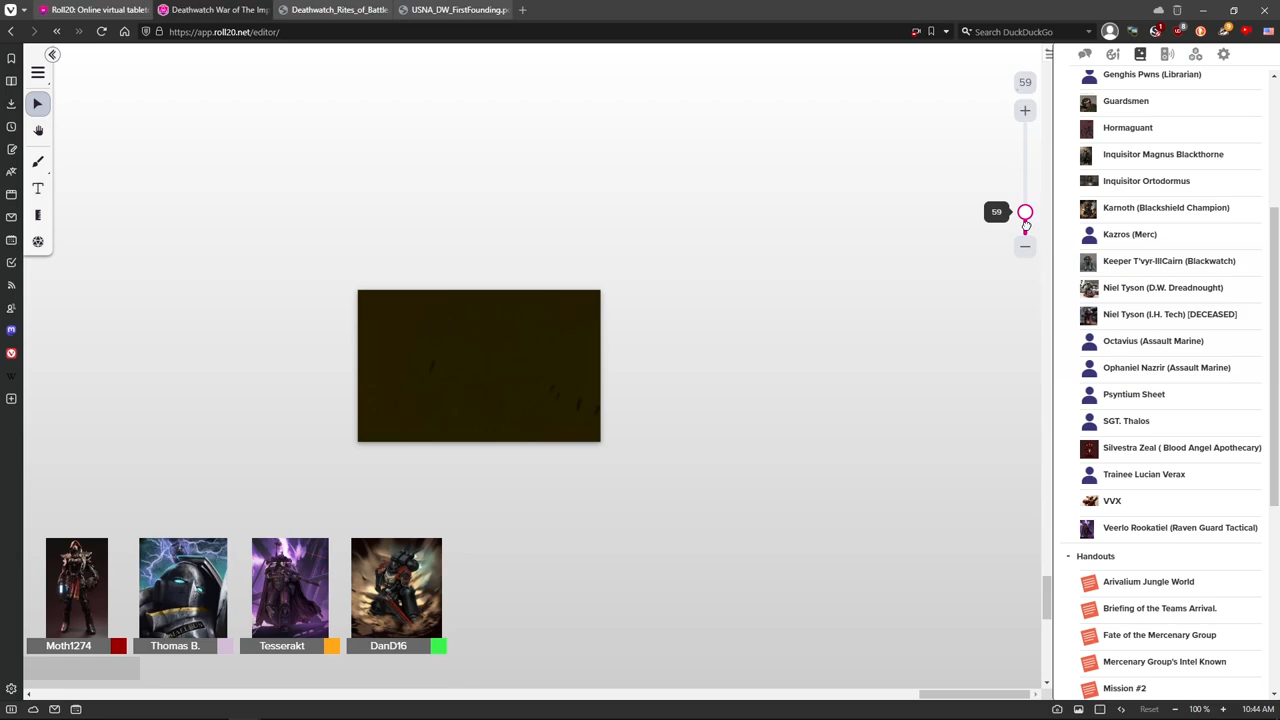 Roll20: Online virtual tablet
Deathwatch War of The Imp
Deathwatch_Rites_of_Battle
USNA_DW_FirstFounding.p
https://app.roll20.net/editor/
Search DuckDuckGo
59
59
Genghis Pwns (Librarian)
Guardsmen
Hormaguant
Inquisitor Magnus Blackthorne
Inquisitor Ortodormus
Karnoth (Blackshield Champion)
Kazros (Merc)
Keeper T'vyr-IllCairn (Blackwatch)
Niel Tyson (D.W. Dreadnought)
Niel Tyson (I.H. Tech) [DECEASED]
Octavius (Assault Marine)
Ophaniel Nazrir (Assault Marine)
Psyntium Sheet
SGT. Thalos
Silvestra Zeal ( Blood Angel Apothecary)
Trainee Lucian Verax
VVX
Veerlo Rookatiel (Raven Guard Tactical)
Handouts
Arivalium Jungle World
Briefing of the Teams Arrival.
Fate of the Mercenary Group
Mercenary Group's Intel Known
Mission #2
Moth1274
Thomas B.
Tesserakt
DanD16
Reset
100 %
10:44 AM